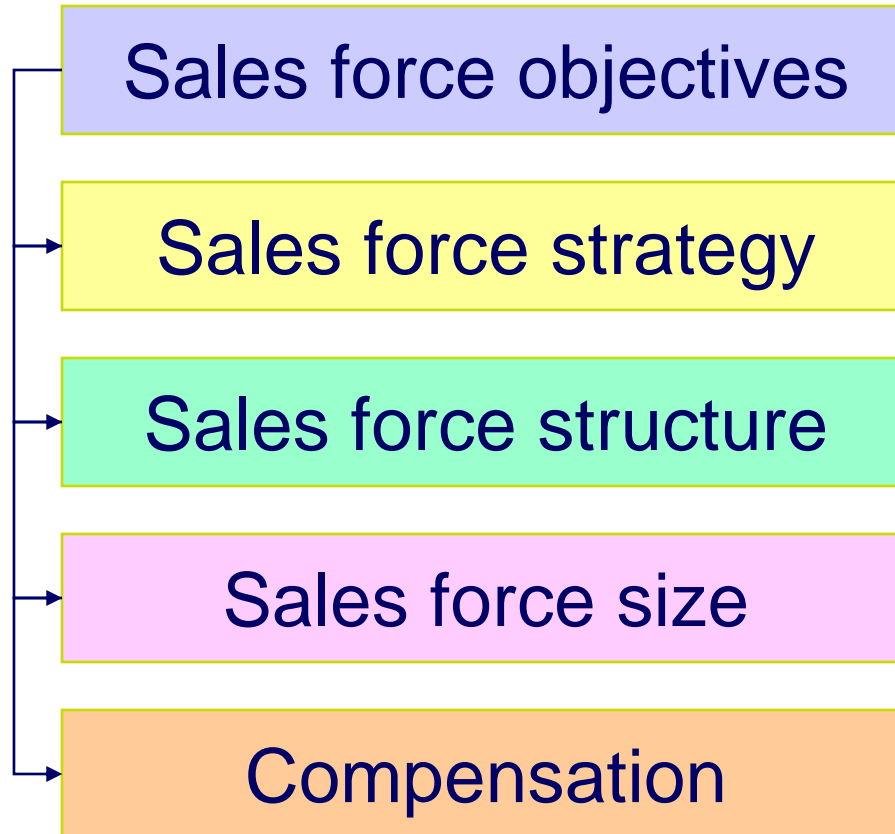 Sales force objectives
Sales force strategy
Sales force structure
Sales force size
Compensation